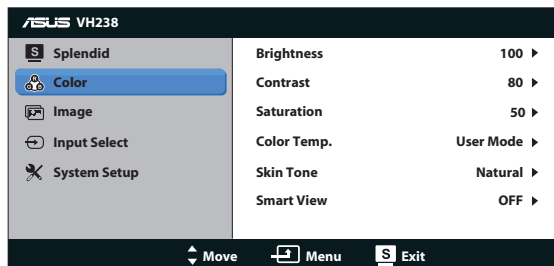 ASUS VH238
S Splendid
Color
Image
Input Select
System Setup
Brightness 100
Contrast 80
Saturation 50
Color Temp. User Mode
Skin Tone Natural
Smart View OFF
Move Menu S Exit